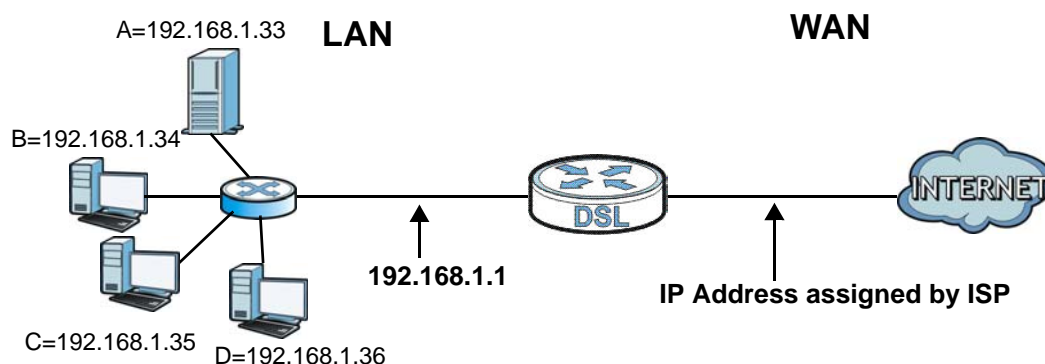 A=192.168.1.33
LAN
WAN
B=192.168.1.34
INTERNET
DSL
192.168.1.1
IP Address assigned by ISP
C=192.168.1.35
D=192.168.1.36